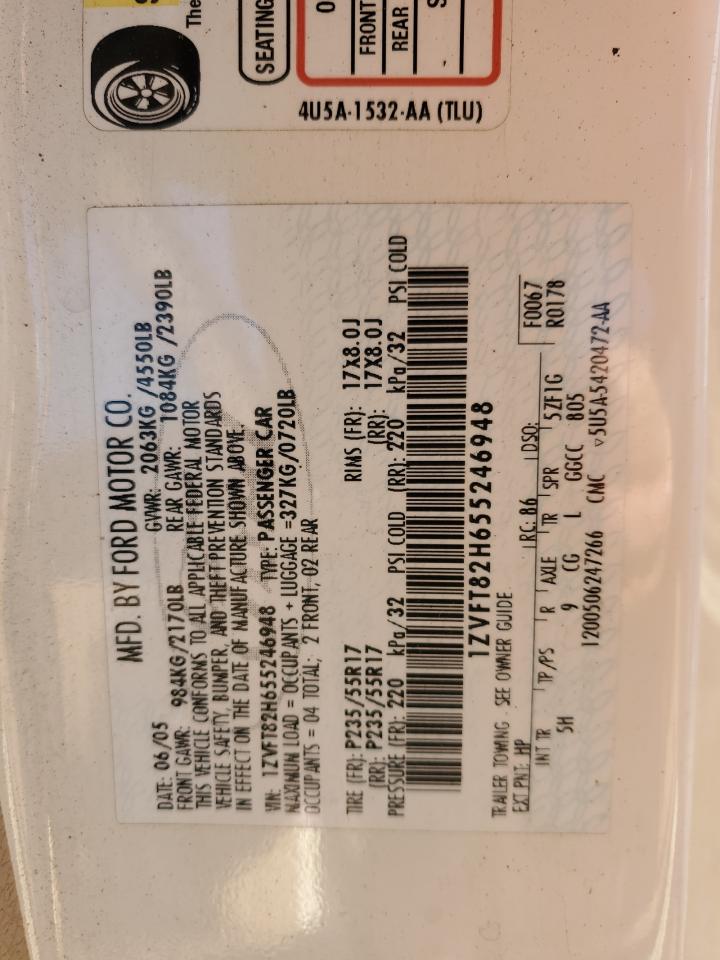 The
SEATING
0
FRONT
REAR
4U5A-1532-AA (TLU)
MFD. BY FORD MOTOR CO.
DATE: 06/05 GVWR: 2063KG /4550LB
FRONT GAWR: 984KG/2170LB REAR GAWR: 1084KG /2390LB
THIS VEHICLE CONFORMS TO ALL APPLICABLE FEDERAL MOTOR
VEHICLE SAFETY, BUMPER, AND THEFT PREVENTION STANDARDS
IN EFFECT ON THE DATE OF MANUFACTURE SHOWN ABOVE.
VIN: 1ZVFT82H655246948 TYPE: PASSENGER CAR
MAXIMUM LOAD = OCCUPANTS + LUGGAGE =327KG/0720LB
OCCUPANTS = 04 TOTAL; 2 FRONT, 02 REAR
TIRE (FR): P235/55R17 RIMS (FR): 17X8.0J
(RR): P235/55R17 (RR): 17X8.0J
PRESSURE (FR): 220 kPa/32 PSI COLD (RR): 220 kPa/32 PSI COLD
1ZVFT82H655246948
TRAILER TOWING - SEE OWNER GUIDE
EXT PNT: HP RC: 86 DSO: F0067
R0178
INT TR TP/PS R AXLE TR SPR 5ZF1G
5H 9 CG L GGCC B05
1200506247266 CMC ▽5U5A-5420472-AA